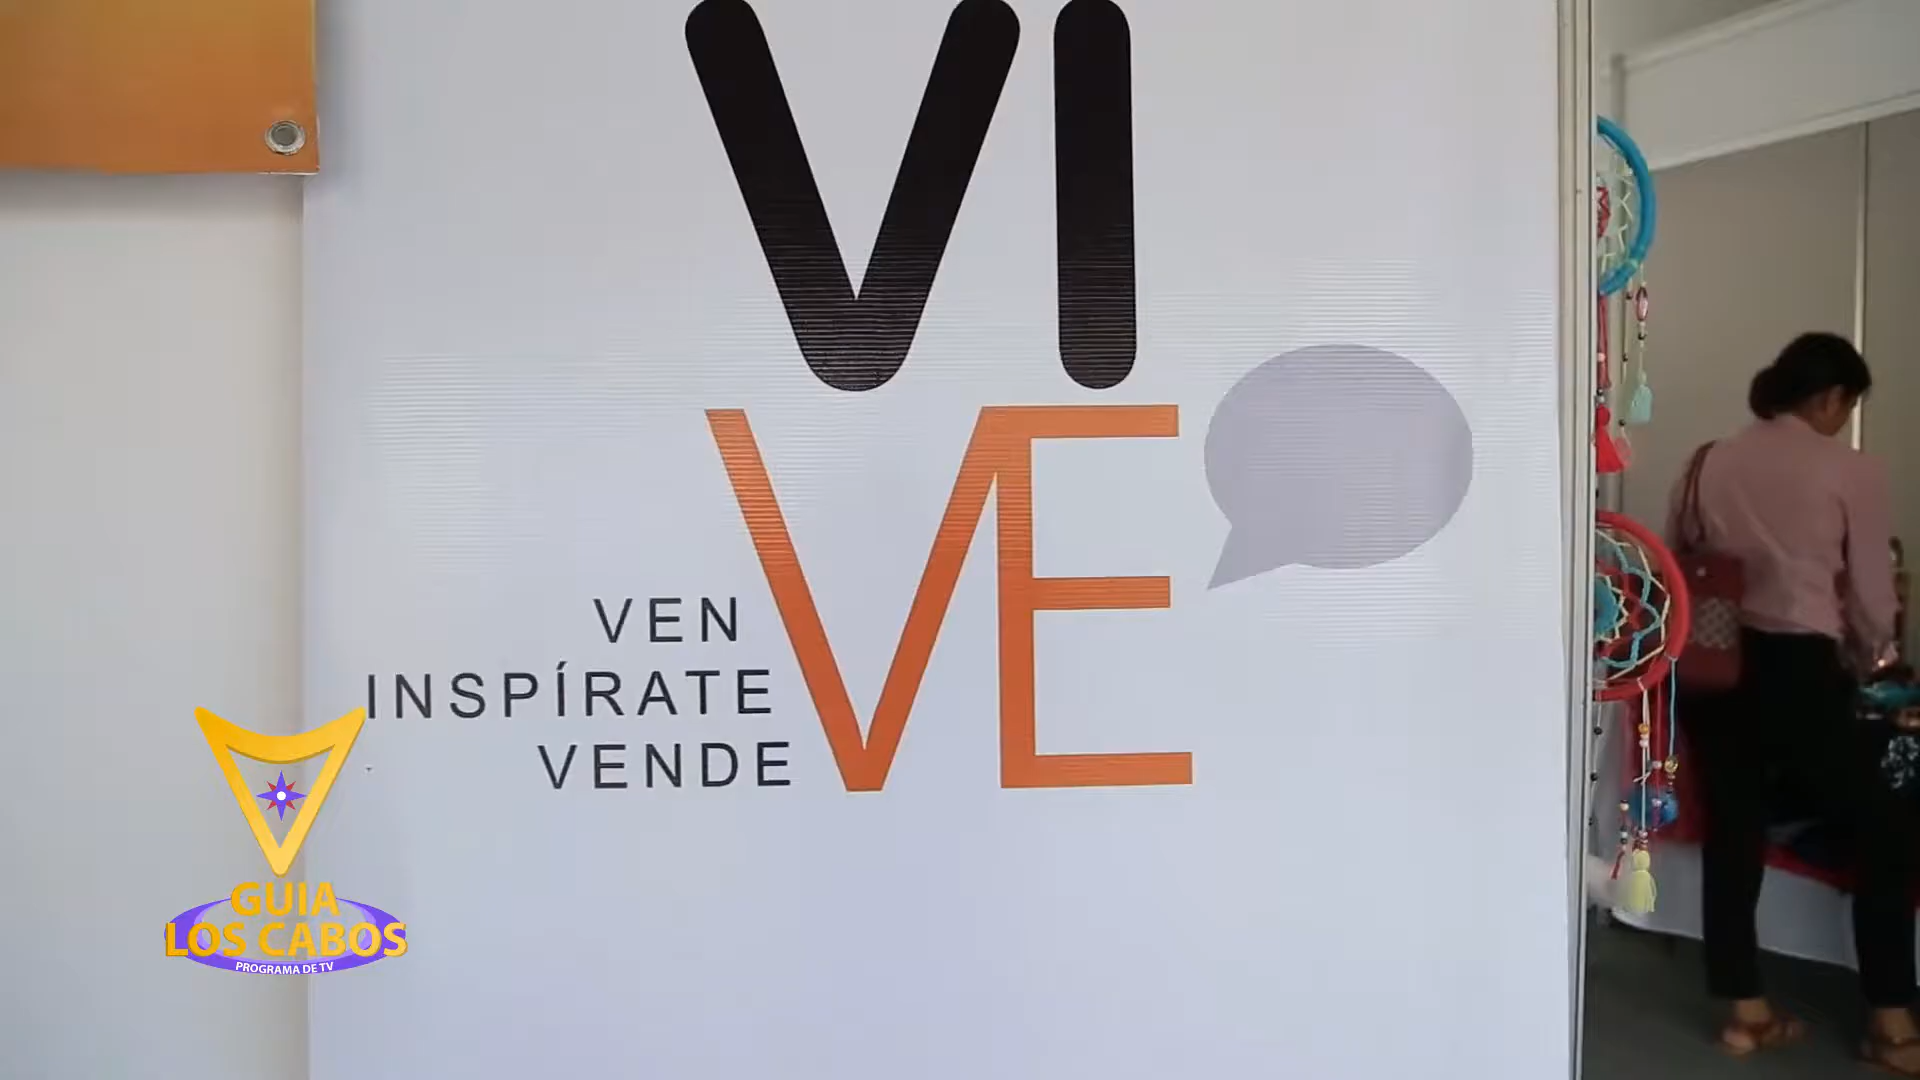 VI
VE
VEN
INSPÍRATE
VENDE
GUIA
LOS CABOS
PROGRAMA DE TV